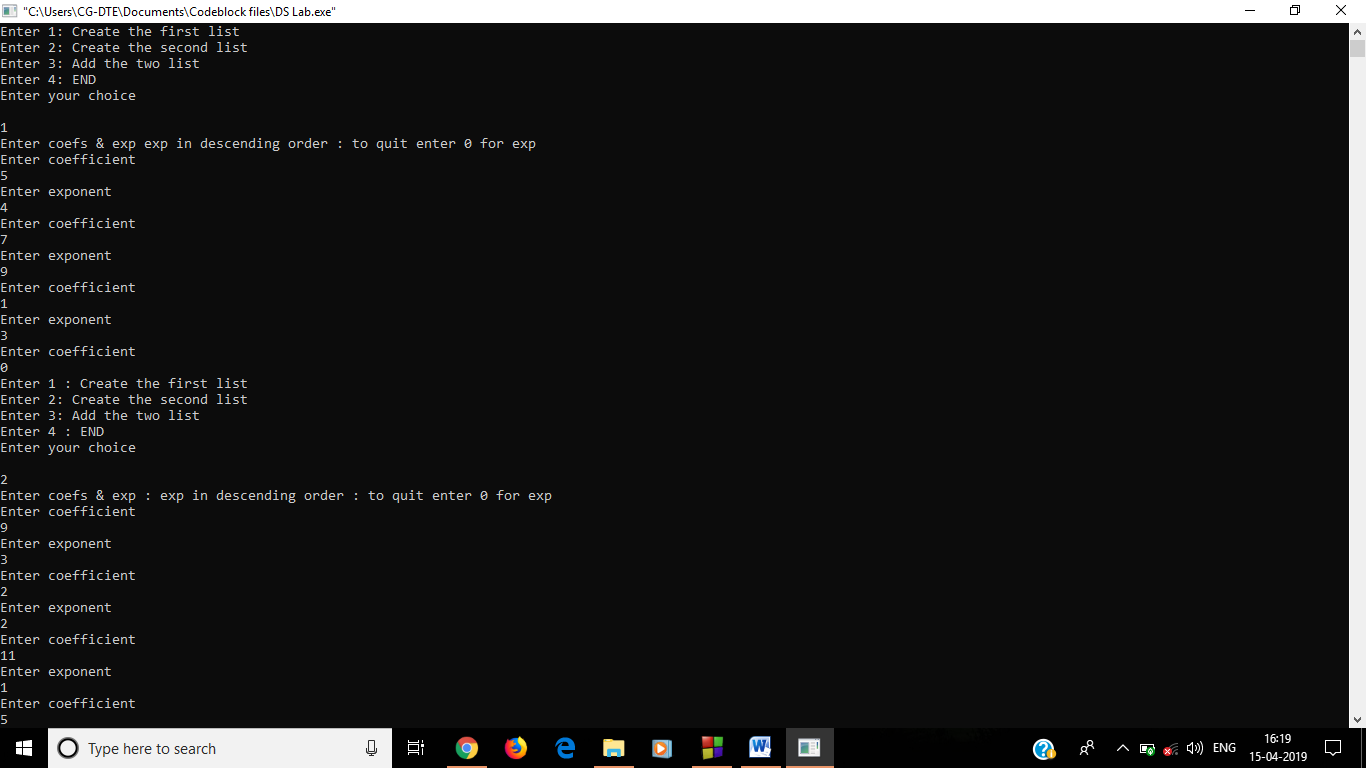 "C:\Users\CG-DTE\Documents\Codeblock files\DS Lab.exe"
Enter 1: Create the first list
Enter 2: Create the second list
Enter 3: Add the two list
Enter 4: END
Enter your choice
1
Enter coefs & exp exp in descending order : to quit enter 0 for exp
Enter coefficient
5
Enter exponent
4
Enter coefficient
7
Enter exponent
9
Enter coefficient
1
Enter exponent
3
Enter coefficient
0
Enter 1 : Create the first list
Enter 2: Create the second list
Enter 3: Add the two list
Enter 4 : END
Enter your choice
2
Enter coefs & exp : exp in descending order : to quit enter 0 for exp
Enter coefficient
9
Enter exponent
3
Enter coefficient
2
Enter exponent
2
Enter coefficient
11
Enter exponent
1
Enter coefficient
5
Type here to search
ENG
16:19
15-04-2019